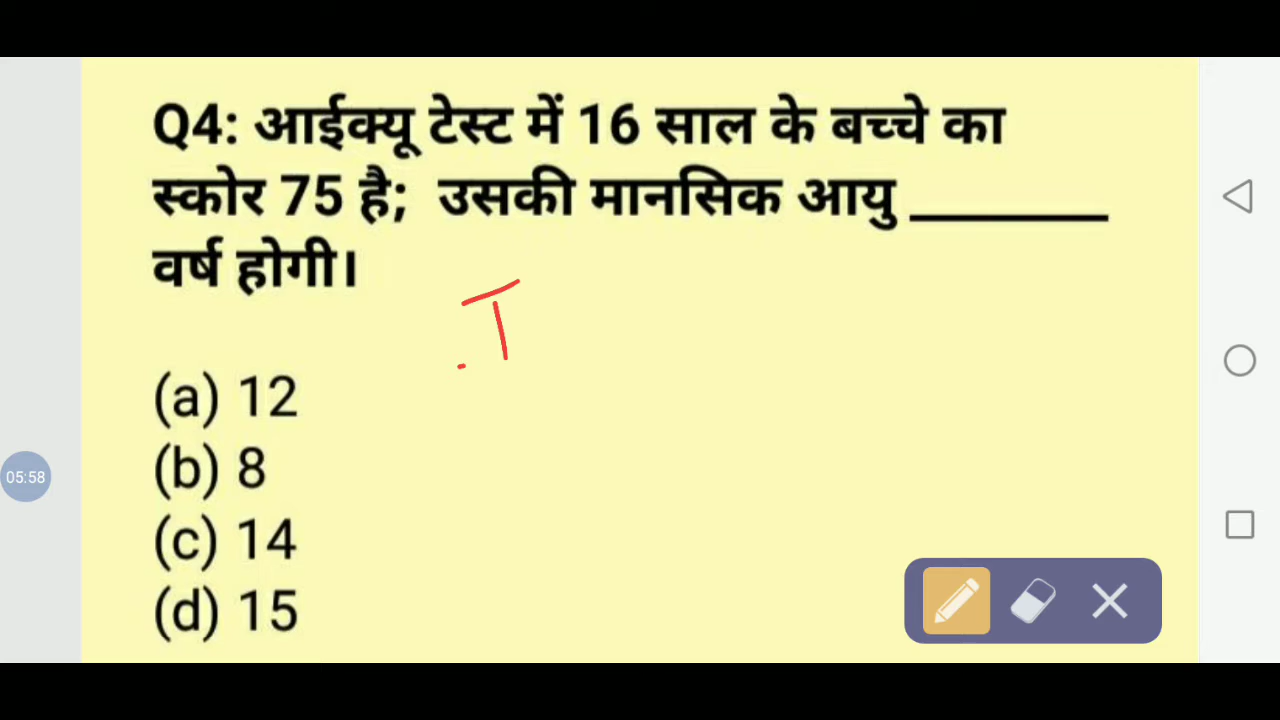 Q4: आईक्यू टेस्ट में 16 साल के बच्चे का
स्कोर 75 है; उसकी मानसिक आयु ________
वर्ष होगी।
.T
(a) 12
(b) 8
(c) 14
(d) 15
05:58